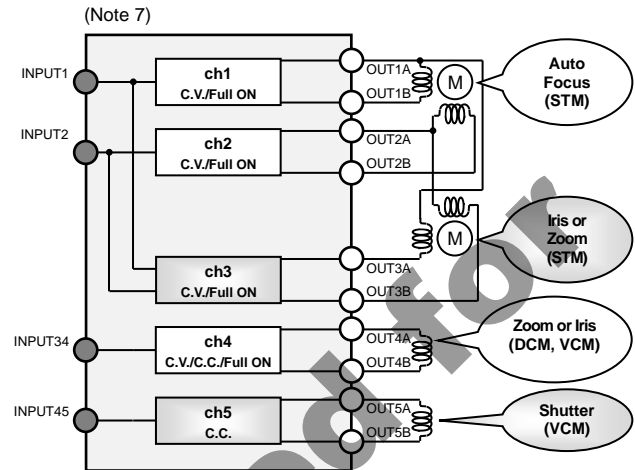 (Note 7)
INPUT1
ch1
C.V./Full ON
OUT1A
OUT1B
M
Auto
Focus
(STM)
INPUT2
ch2
C.V./Full ON
OUT2A
OUT2B
ch3
C.V./Full ON
OUT3A
OUT3B
M
Iris or
Zoom
(STM)
INPUT34
ch4
C.V./C.C./Full ON
OUT4A
OUT4B
Zoom or Iris
(DCM, VCM)
INPUT45
ch5
C.C.
OUT5A
OUT5B
Shutter
(VCM)
d for